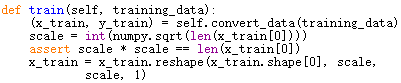 def train(self, training_data):
(x_train, y_train) = self.convert_data(training_data)
scale = int(numpy.sqrt(len(x_train[0])))
assert scale * scale == len(x_train[0])
x_train = x_train.reshape(x_train.shape[0], scale,
scale, 1)